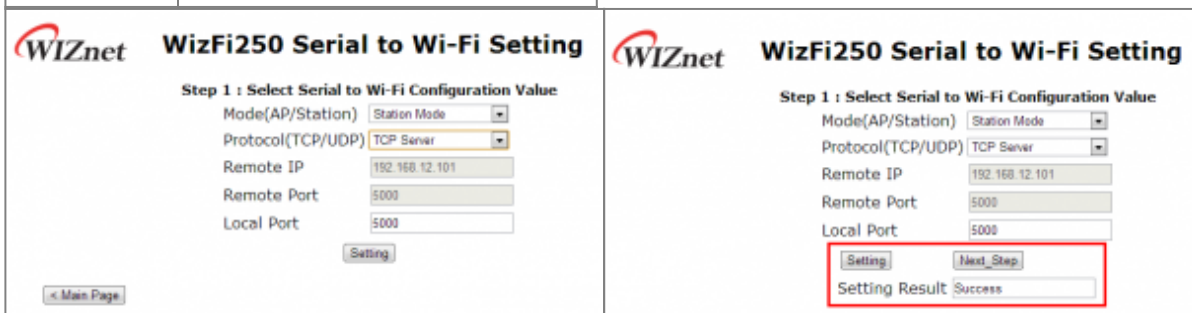 WIZnet
WizFi250 Serial to Wi-Fi Setting
Step 1 : Select Serial to Wi-Fi Configuration Value
Mode(AP/Station) Station Mode
Protocol(TCP/UDP) TCP Server
Remote IP 192.168.12.101
Remote Port 5000
Local Port 5000
Setting
< Main Page
WIZnet
WizFi250 Serial to Wi-Fi Setting
Step 1 : Select Serial to Wi-Fi Configuration Value
Mode(AP/Station) Station Mode
Protocol(TCP/UDP) TCP Server
Remote IP 192.168.12.101
Remote Port 5000
Local Port 5000
Setting Next_Step
Setting Result Success